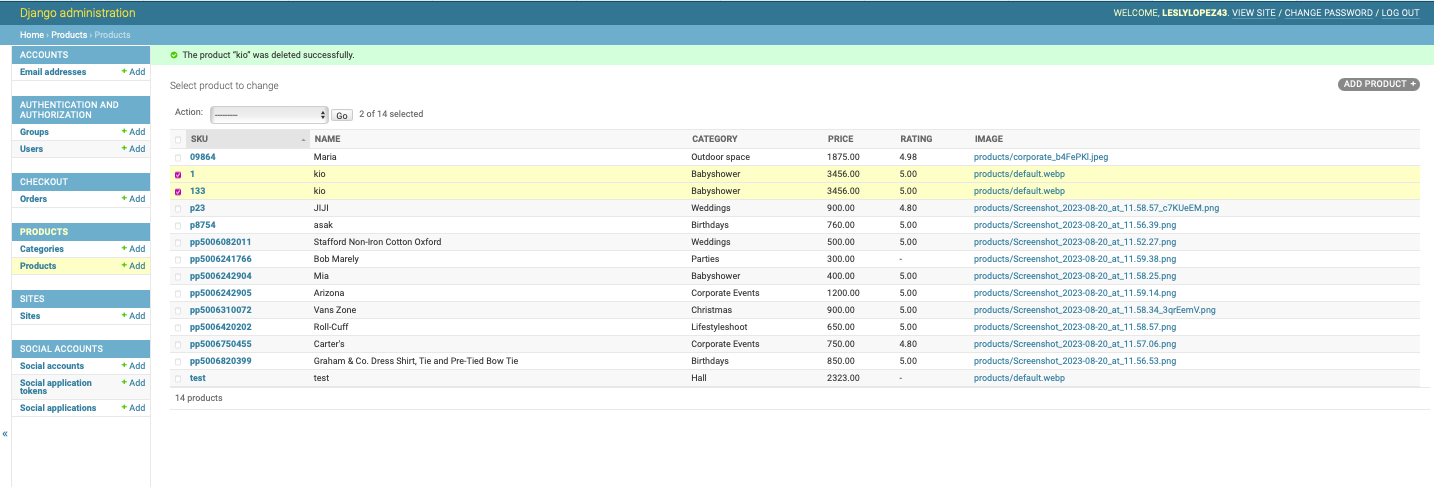 Django administration
WELCOME, LESLYLOPEZ43. VIEW SITE / CHANGE PASSWORD / LOG OUT
Home › Products › Products
ACCOUNTS
Email addresses + Add
AUTHENTICATION AND
AUTHORIZATION
Groups + Add
Users + Add
CHECKOUT
Orders + Add
PRODUCTS
Categories + Add
Products + Add
SITES
Sites + Add
SOCIAL ACCOUNTS
Social accounts + Add
Social application
tokens + Add
Social applications + Add
«
The product “kio” was deleted successfully.
Select product to change
ADD PRODUCT +
Action: --------- Go 2 of 14 selected
SKU NAME CATEGORY PRICE RATING IMAGE
09864 Maria Outdoor space 1875.00 4.98 products/corporate_b4FePKl.jpeg
1 kio Babyshower 3456.00 5.00 products/default.webp
133 kio Babyshower 3456.00 5.00 products/default.webp
p23 JIJI Weddings 900.00 4.80 products/Screenshot_2023-08-20_at_11.58.57_c7KUeEM.png
p8754 asak Birthdays 760.00 5.00 products/Screenshot_2023-08-20_at_11.56.39.png
pp5006082011 Stafford Non-Iron Cotton Oxford Weddings 500.00 5.00 products/Screenshot_2023-08-20_at_11.52.27.png
pp5006241766 Bob Marely Parties 300.00 - products/Screenshot_2023-08-20_at_11.59.38.png
pp5006242904 Mia Babyshower 400.00 5.00 products/Screenshot_2023-08-20_at_11.58.25.png
pp5006242905 Arizona Corporate Events 1200.00 5.00 products/Screenshot_2023-08-20_at_11.59.14.png
pp5006310072 Vans Zone Christmas 900.00 5.00 products/Screenshot_2023-08-20_at_11.58.34_3qrEemV.png
pp5006420202 Roll-Cuff Lifestyleshoot 650.00 5.00 products/Screenshot_2023-08-20_at_11.58.57.png
pp5006750455 Carter's Corporate Events 750.00 4.80 products/Screenshot_2023-08-20_at_11.57.06.png
pp5006820399 Graham & Co. Dress Shirt, Tie and Pre-Tied Bow Tie Birthdays 850.00 5.00 products/Screenshot_2023-08-20_at_11.56.53.png
test test Hall 2323.00 - products/default.webp
14 products